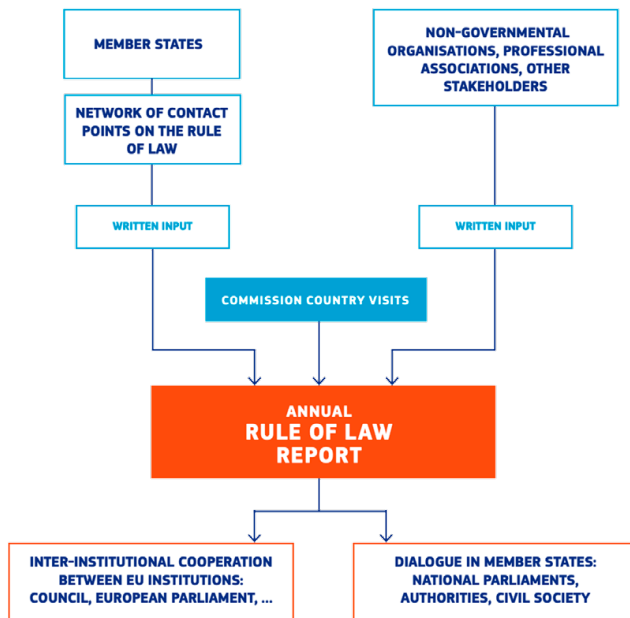 MEMBER STATES
NON-GOVERNMENTAL
ORGANISATIONS, PROFESSIONAL
ASSOCIATIONS, OTHER
STAKEHOLDERS
NETWORK OF CONTACT
POINTS ON THE RULE
OF LAW
WRITTEN INPUT
WRITTEN INPUT
COMMISSION COUNTRY VISITS
ANNUAL
RULE OF LAW
REPORT
INTER-INSTITUTIONAL COOPERATION
BETWEEN EU INSTITUTIONS:
COUNCIL, EUROPEAN PARLIAMENT, ...
DIALOGUE IN MEMBER STATES:
NATIONAL PARLIAMENTS,
AUTHORITIES, CIVIL SOCIETY